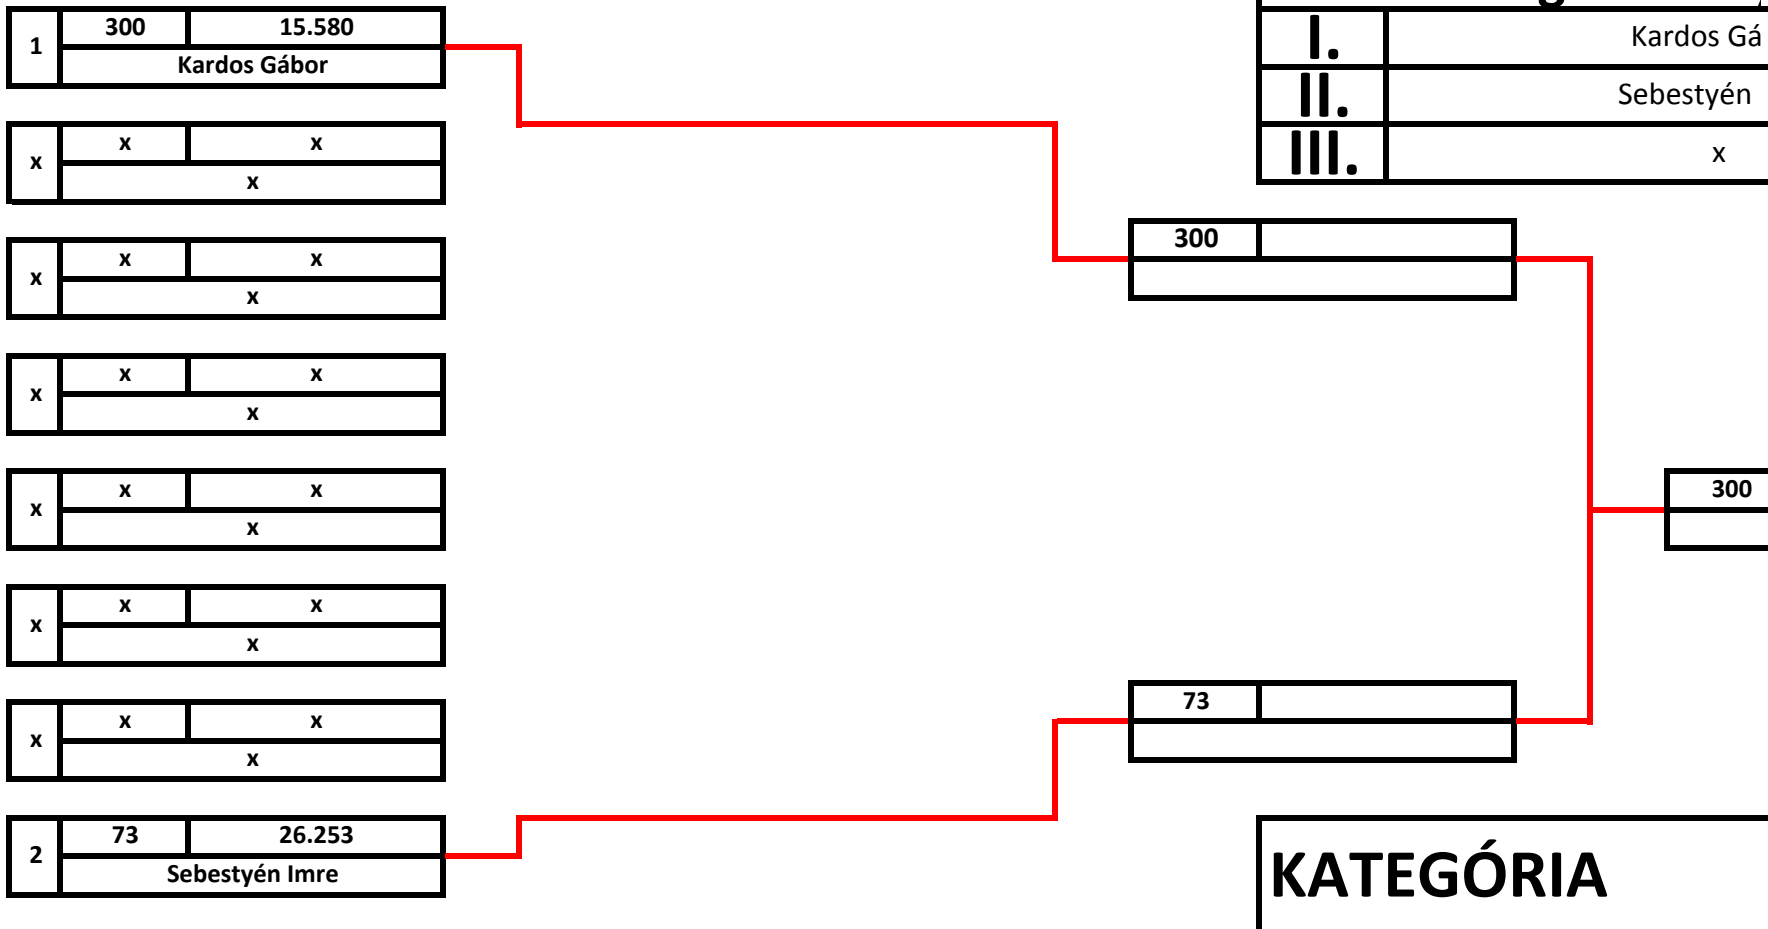 300 15.580
1
Kardos Gábor
x x
x
x
x x
x
x
x x
x
x
x x
x
x
x x
x
x
x x
x
x
73 26.253
2
Sebestyén Imre
I. Kardos Gá
II. Sebestyén
III. x
300
73
300
KATEGÓRIA